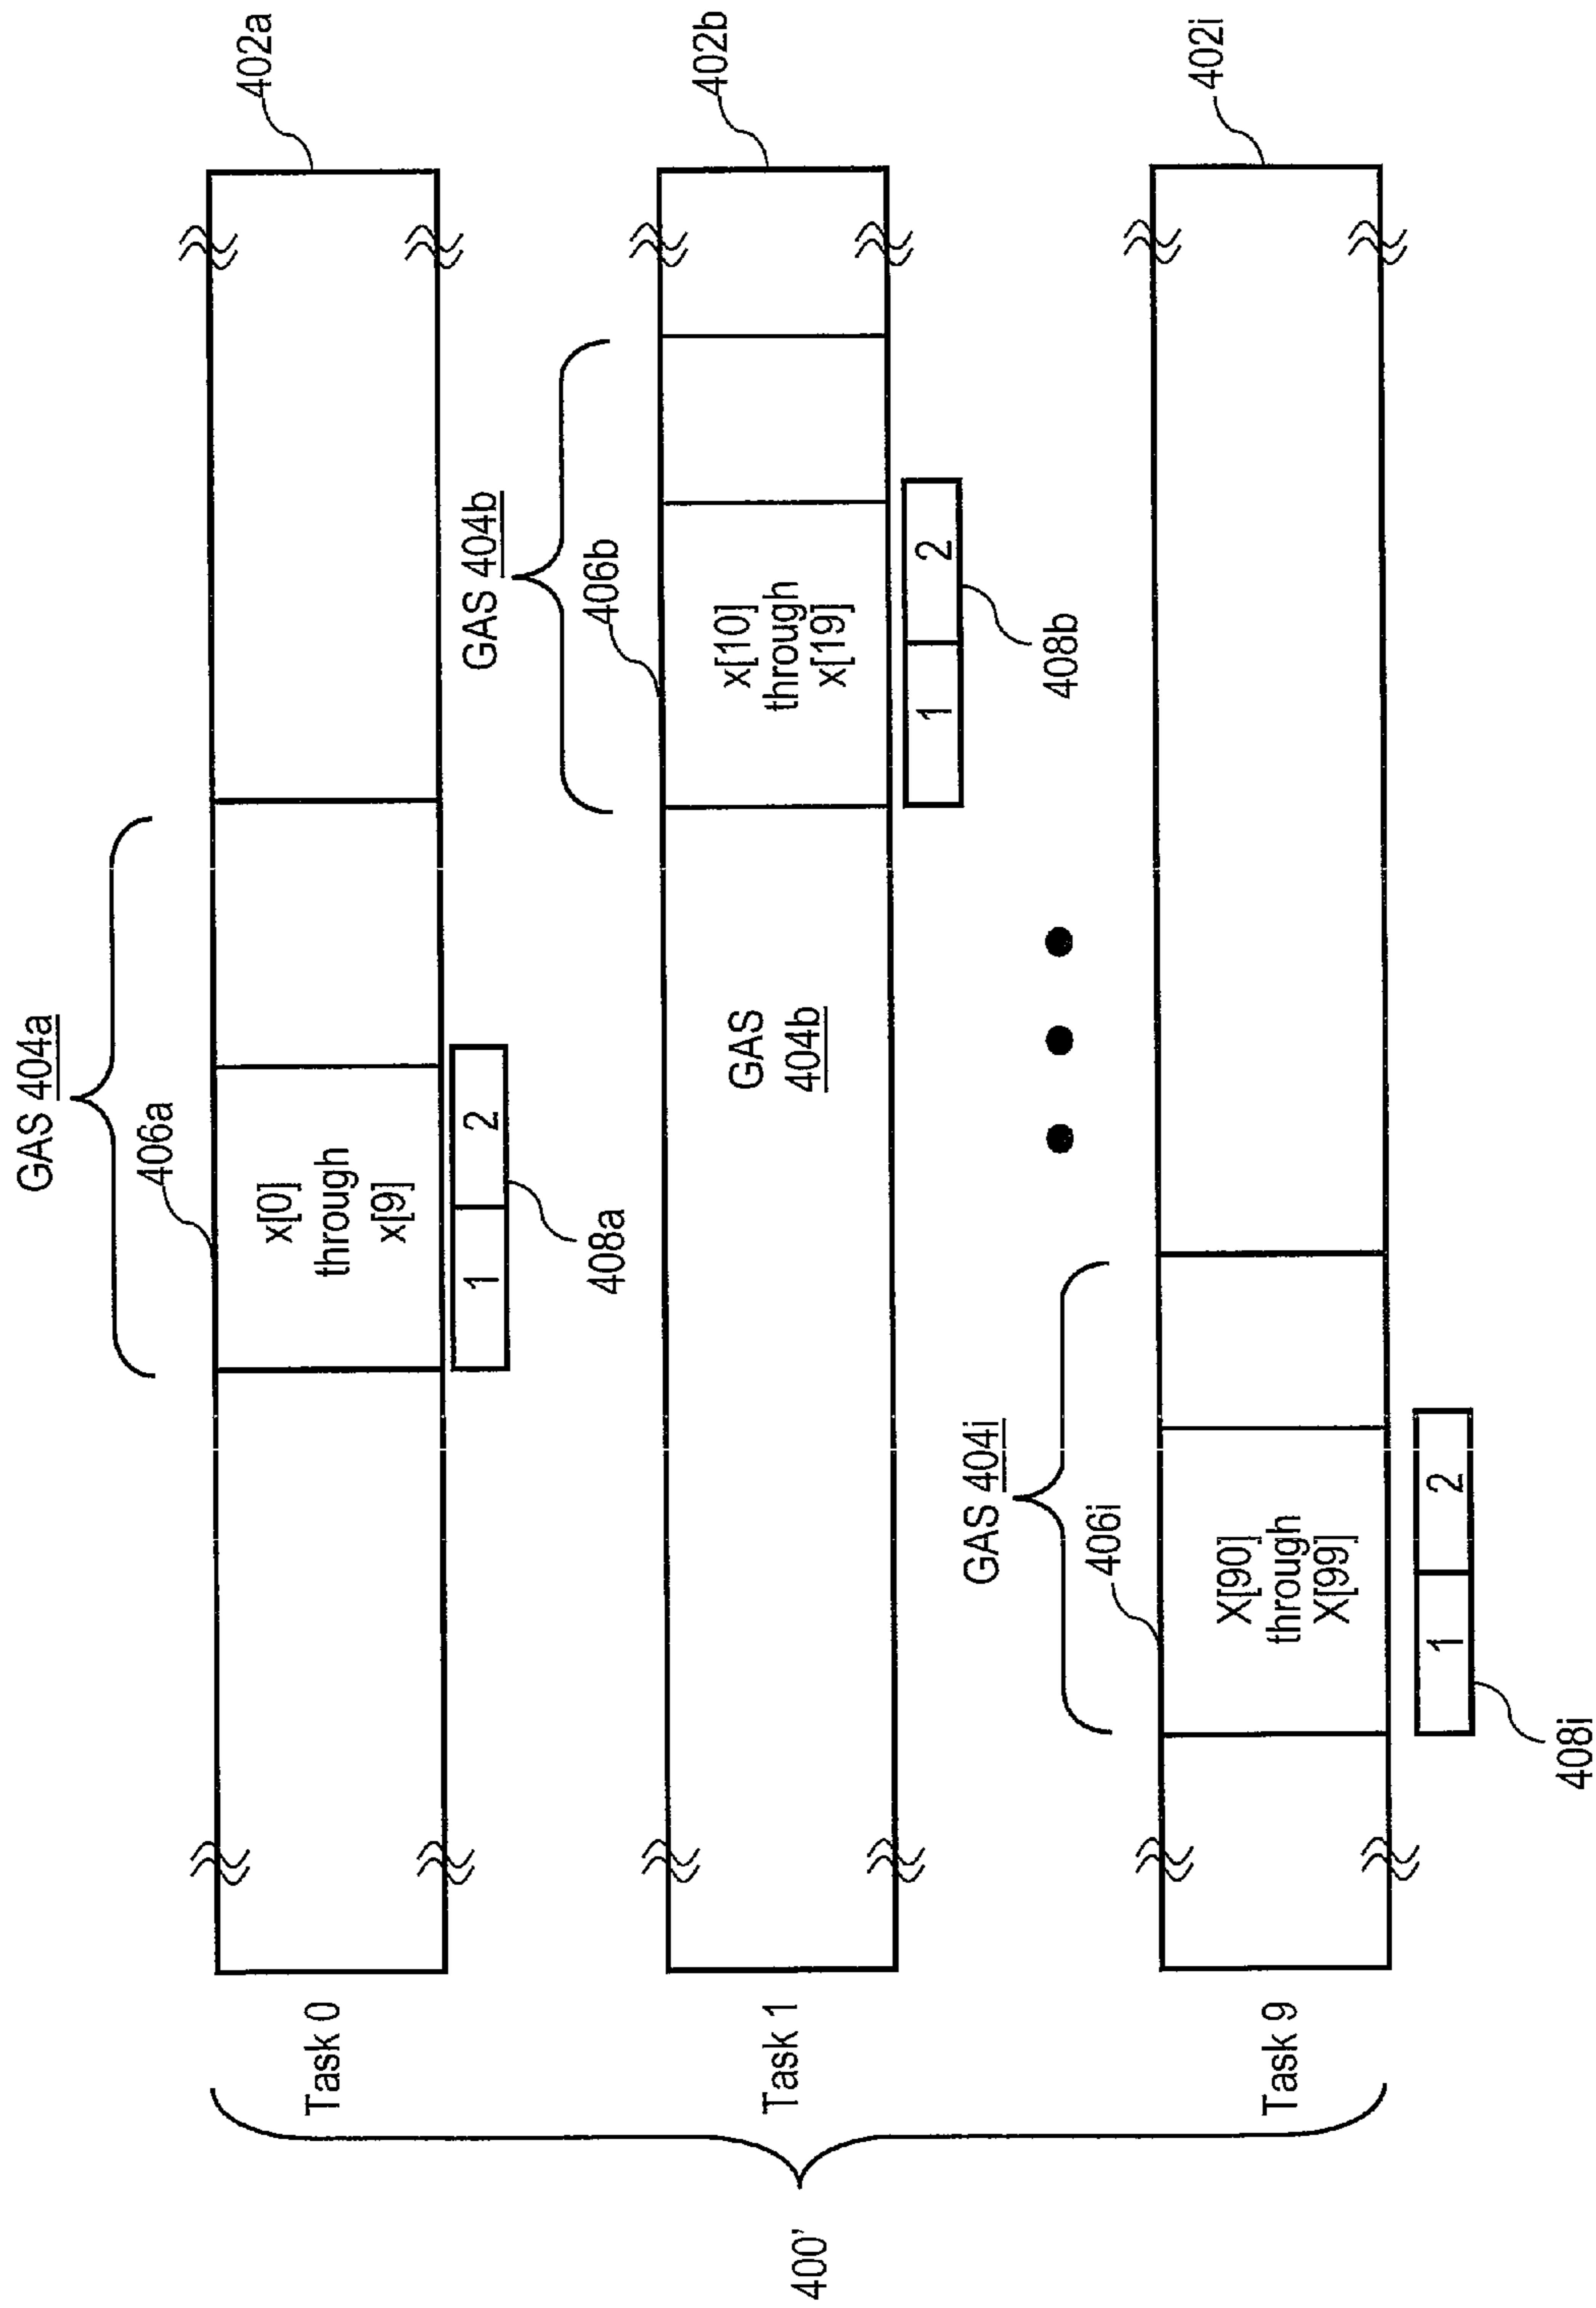 GAS 404a
406a
402a
Task 0
x[0]
through
x[9]
1
2
408a
GAS 404b
406b
402b
Task 1
GAS
404b
x[10]
through
x[19]
1
2
408b
400'
GAS 404i
406i
402i
Task 9
X[90]
through
X[99]
1
2
408i